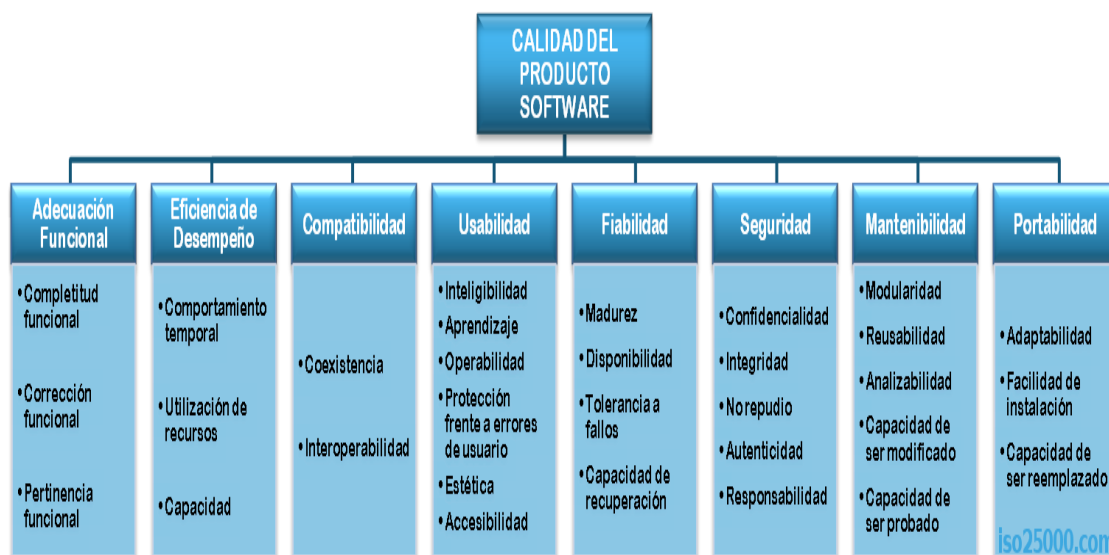 CALIDAD DEL
PRODUCTO
SOFTWARE
Adecuación
Funcional
•Completitud
funcional
•Corrección
funcional
•Pertinencia
funcional
Eficiencia de
Desempeño
•Comportamiento
temporal
•Utilización de
recursos
•Capacidad
Compatibilidad
•Coexistencia
•Interoperabilidad
Usabilidad
•Inteligibilidad
•Aprendizaje
•Operabilidad
•Protección
frente a errores
de usuario
•Estética
•Accesibilidad
Fiabilidad
•Madurez
•Disponibilidad
•Tolerancia a
fallos
•Capacidad de
recuperación
Seguridad
•Confidencialidad
•Integridad
•No repudio
•Autenticidad
•Responsabilidad
Mantenibilidad
•Modularidad
•Reusabilidad
•Analizabilidad
•Capacidad de
ser modificado
•Capacidad de
ser probado
Portabilidad
•Adaptabilidad
•Facilidad de
instalación
•Capacidad de
ser reemplazado
iso25000.com